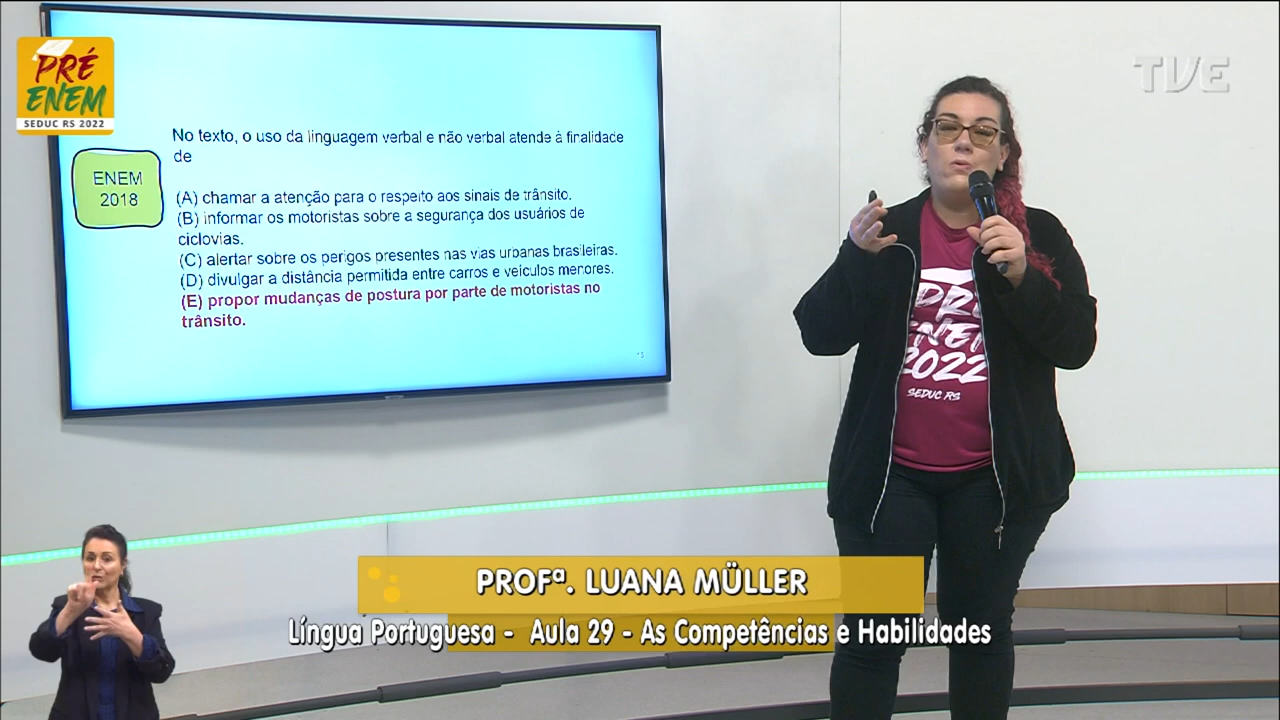 PRÉ
ENEM
SEDUC RS 2022
TVE
No texto, o uso da linguagem verbal e não verbal atende à finalidade
de
ENEM
2018
(A) chamar a atenção para o respeito aos sinais de trânsito.
(B) informar os motoristas sobre a segurança dos usuários de
ciclovias.
(C) alertar sobre os perigos presentes nas vias urbanas brasileiras.
(D) divulgar a distância permitida entre carros e veículos menores.
(E) propor mudanças de postura por parte de motoristas no
trânsito.
PRÉ
ENEM
2022
SEDUC RS
PROFª. LUANA MÜLLER
Língua Portuguesa - Aula 29 - As Competências e Habilidades